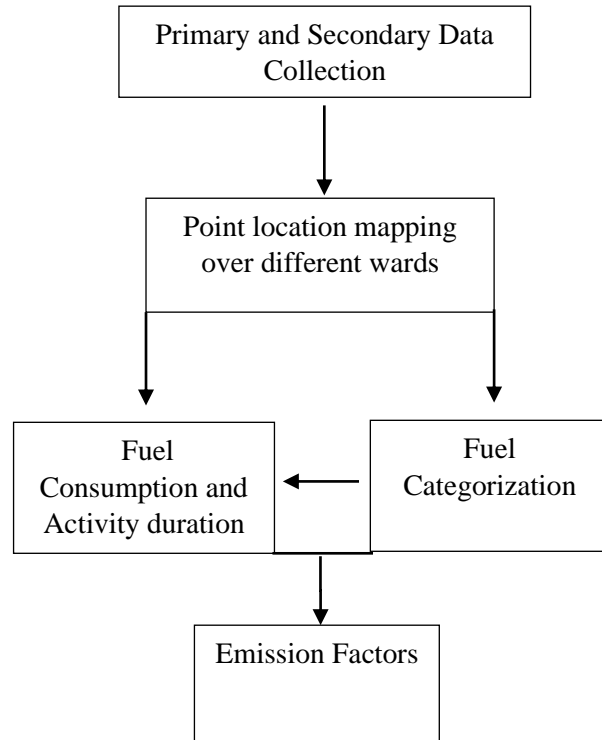 Primary and Secondary Data
Collection
Point location mapping
over different wards
Fuel
Consumption and
Activity duration
Fuel
Categorization
Emission Factors